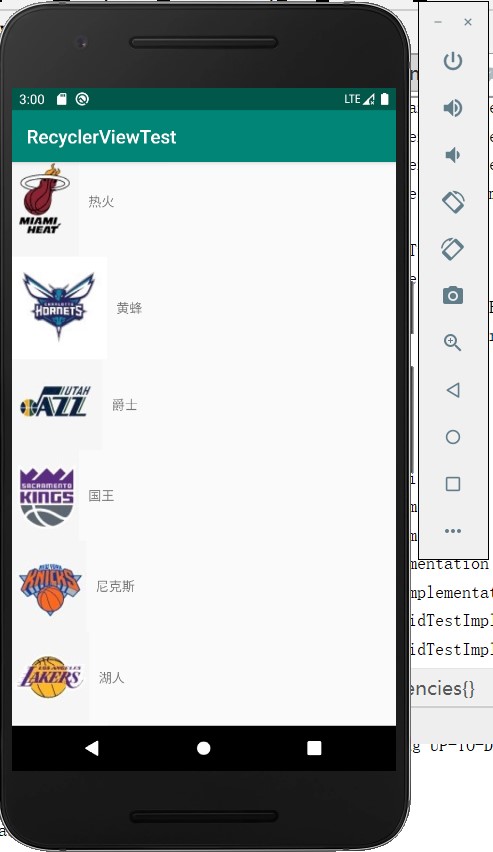 3:00
LTE
RecyclerViewTest
MIAMI
HEAT
热火
CHARLOTTE
HORNETS
黄蜂
UTAH
JAZZ
爵士
SACRAMENTO
KINGS
国王
NEW YORK
KNICKS
尼克斯
LOS ANGELES
LAKERS
湖人
mentation
mplementat
idTestImpl
idTestImpl
encies{}
g UP-TO-D